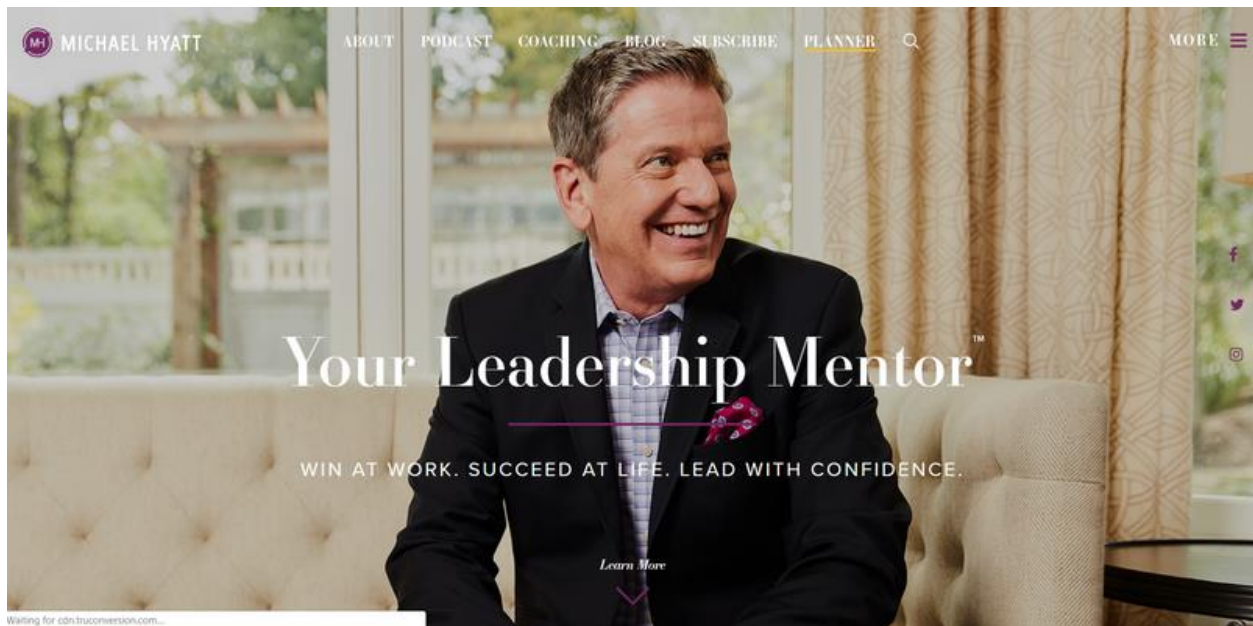 MH MICHAEL HYATT ABOUT PODCAST COACHING BLOG SUBSCRIBE PLANNER MORE
Your Leadership Mentor™
WIN AT WORK. SUCCEED AT LIFE. LEAD WITH CONFIDENCE.
Learn More
Waiting for cdn.truconversion.com...